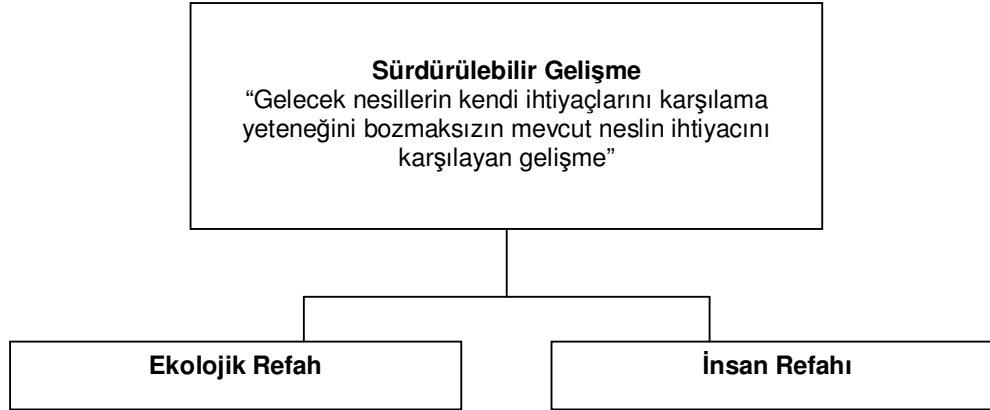 Sürdürülebilir Gelişme
“Gelecek nesillerin kendi ihtiyaçlarını karşılama
yeteneğini bozmaksızın mevcut neslin ihtiyacını
karşılayan gelişme”
Ekolojik Refah
İnsan Refahı